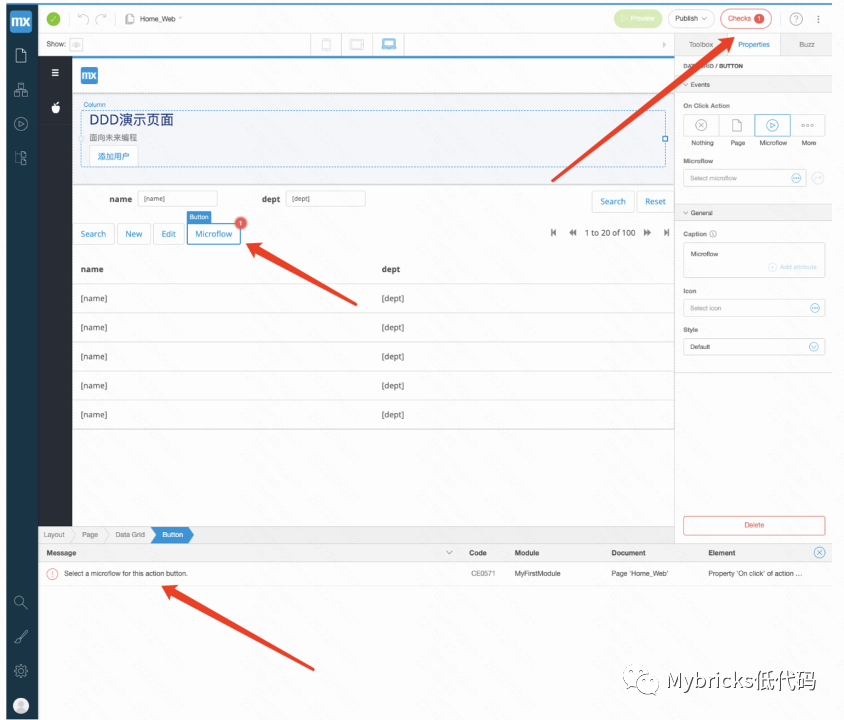 mx
Home_Web
Preview
Publish
Checks 1
?
Show:
Toolbox
Properties
Buzz
mx
DATA GRID / BUTTON
Events
Column
DDD演示页面
面向未来编程
添加用户
On Click Action
Nothing
Page
Microflow
More
Microflow
Select microflow
name
[name]
dept
[dept]
Search
Reset
General
Button
1
Search
New
Edit
Microflow
1 to 20 of 100
Caption
Microflow
Add attribute
name
dept
[name]
[dept]
[name]
[dept]
[name]
[dept]
[name]
[dept]
[name]
[dept]
Icon
Select icon
Style
Default
Delete
Layout
Page
Data Grid
Button
Message
Code
Module
Document
Element
Select a microflow for this action button.
CE0571
MyFirstModule
Page 'Home_Web'
Property 'On click' of action ...
Mybricks低代码